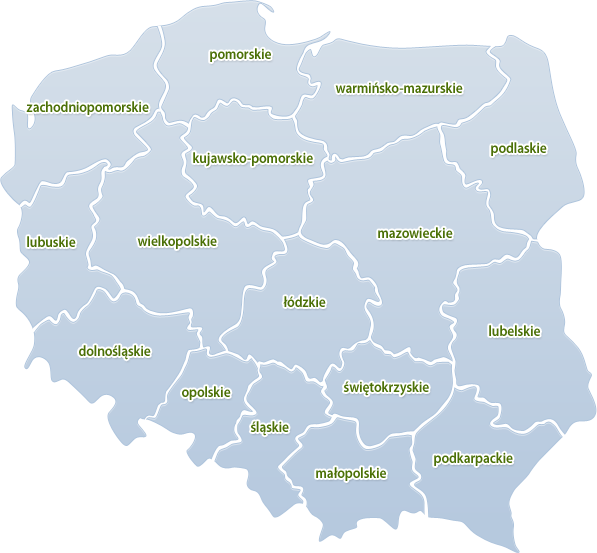 pomorskie
warmińsko-mazurskie
zachodniopomorskie
podlaskie
kujawsko-pomorskie
mazowieckie
lubuskie
wielkopolskie
łódzkie
lubelskie
dolnośląskie
opolskie
świętokrzyskie
śląskie
podkarpackie
małopolskie